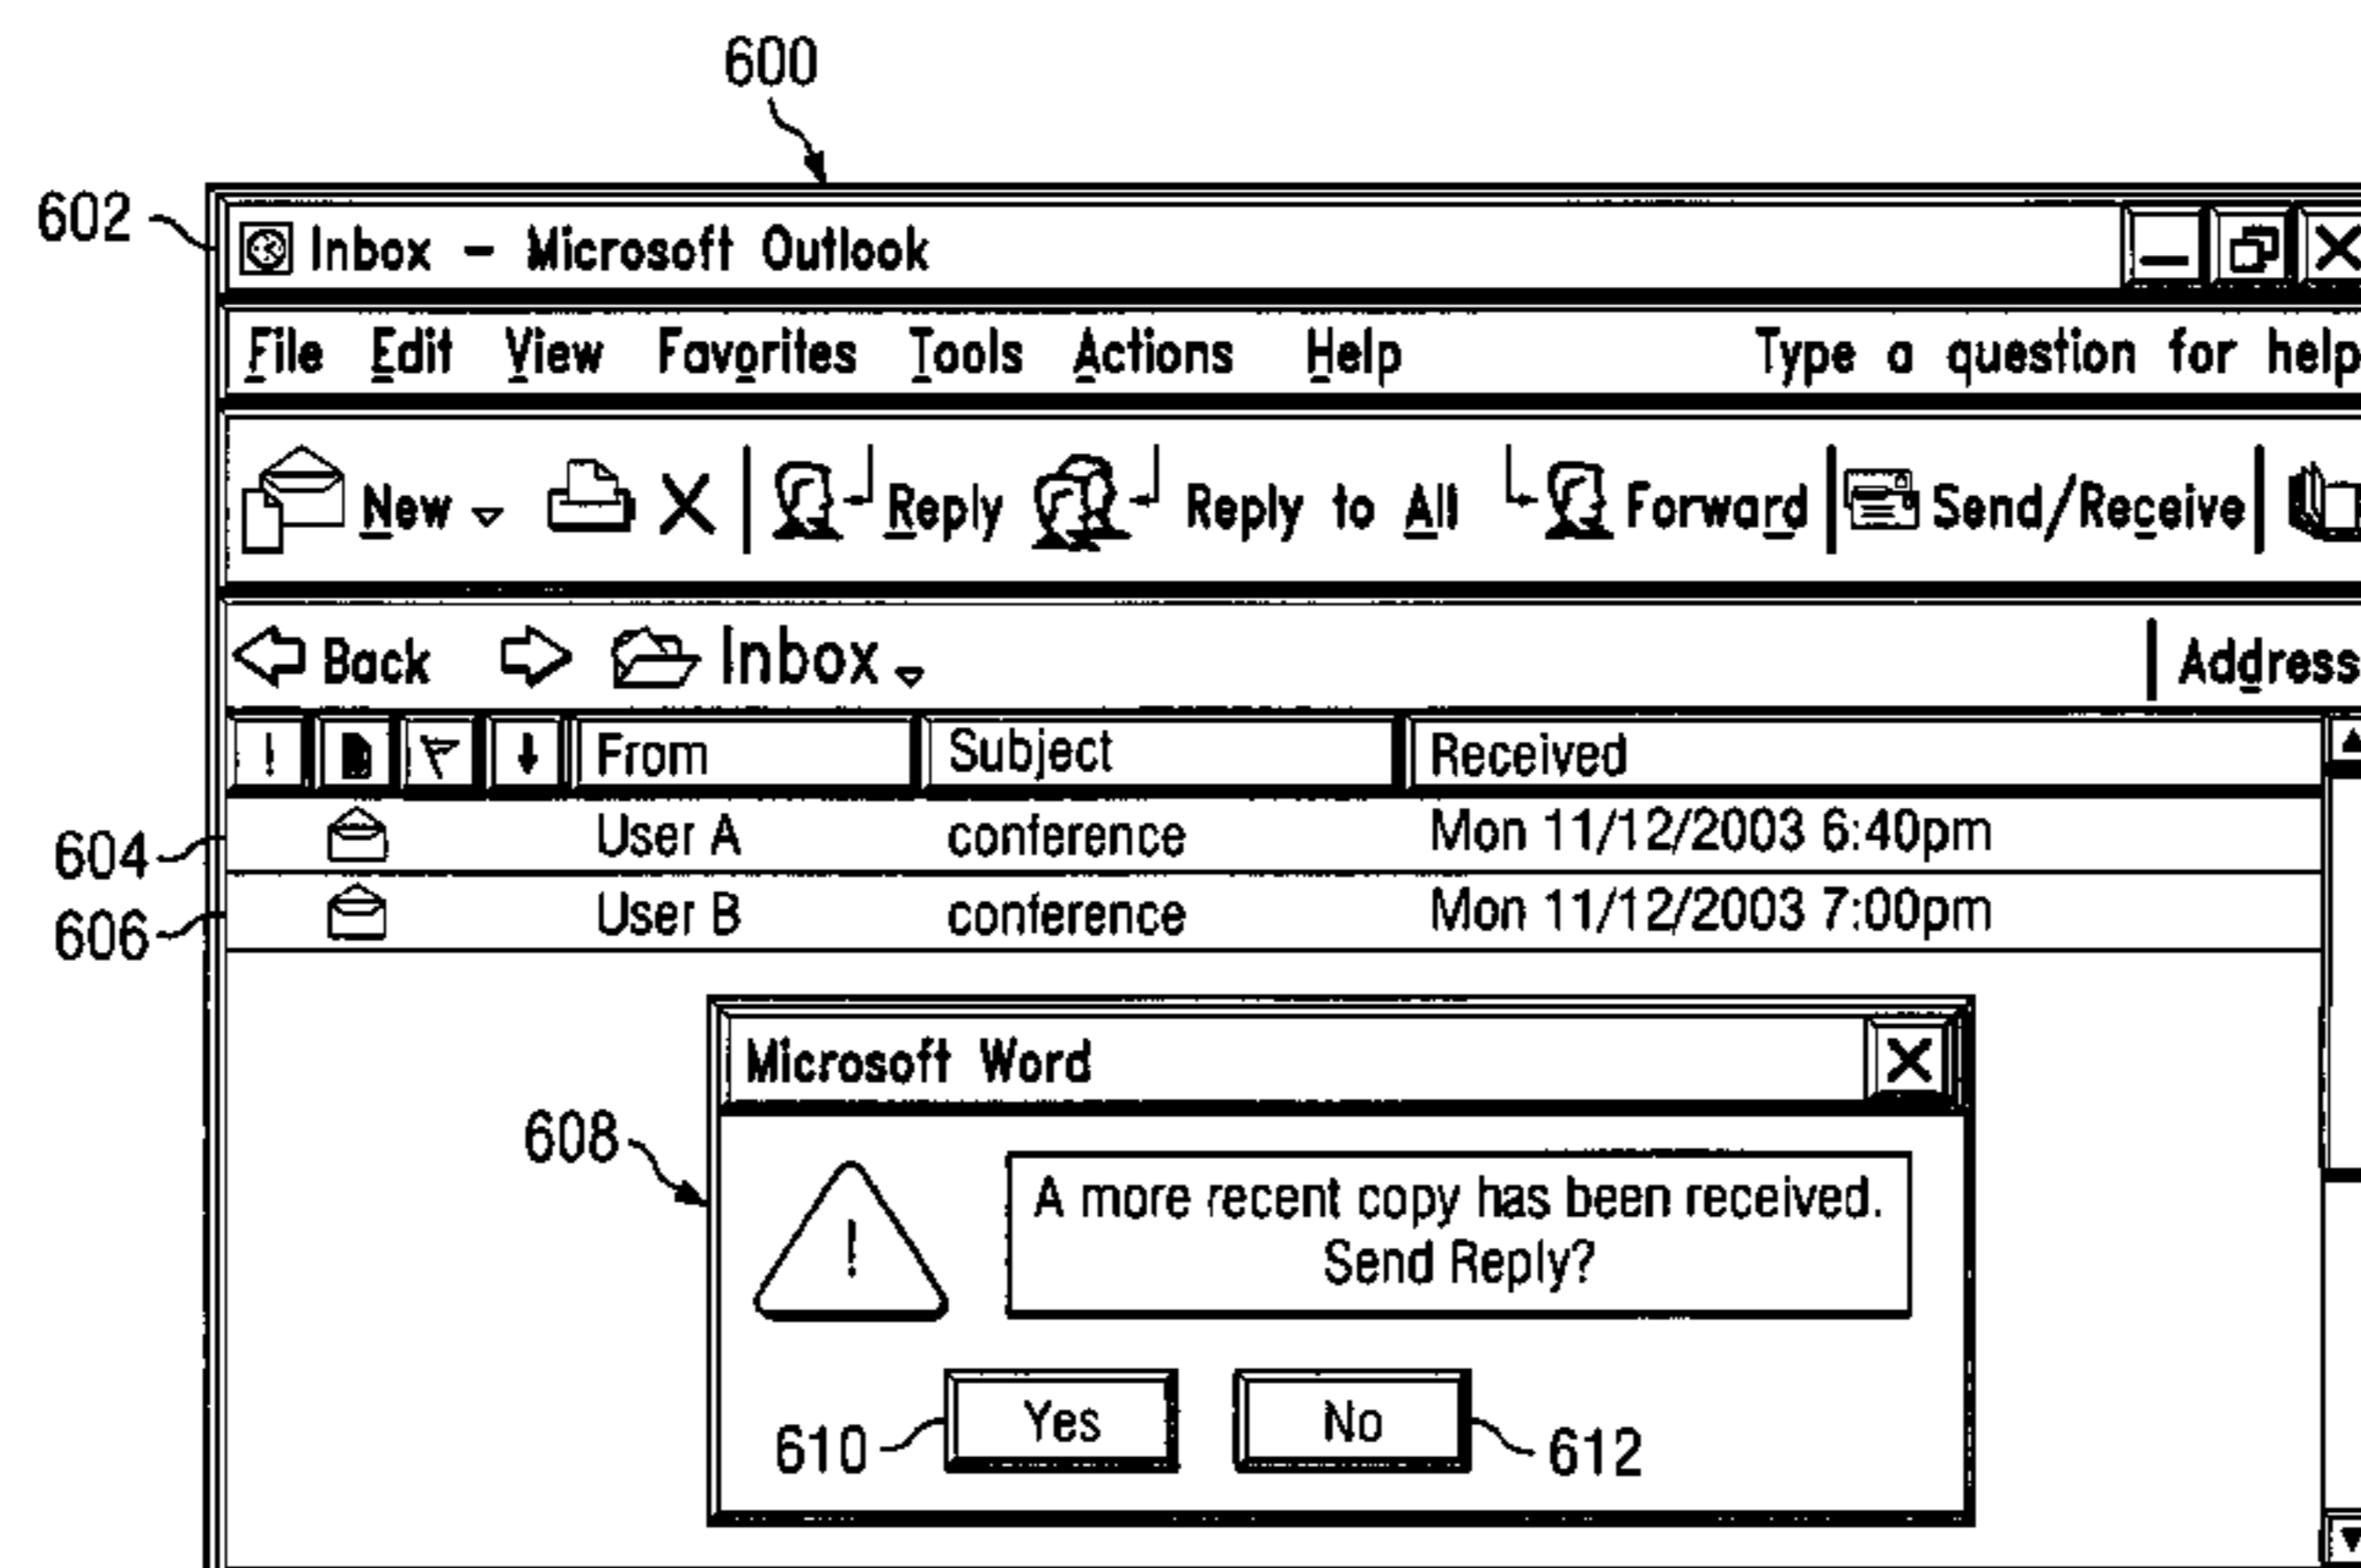 600
602
Inbox – Microsoft Outlook
File Edit View Favorites Tools Actions Help Type a question for help
New Reply Reply to All Forward Send/Receive
Back Inbox Address
! From Subject Received
604 User A conference Mon 11/12/2003 6:40pm
606 User B conference Mon 11/12/2003 7:00pm
Microsoft Word
608
! A more recent copy has been received.
Send Reply?
610 Yes No 612